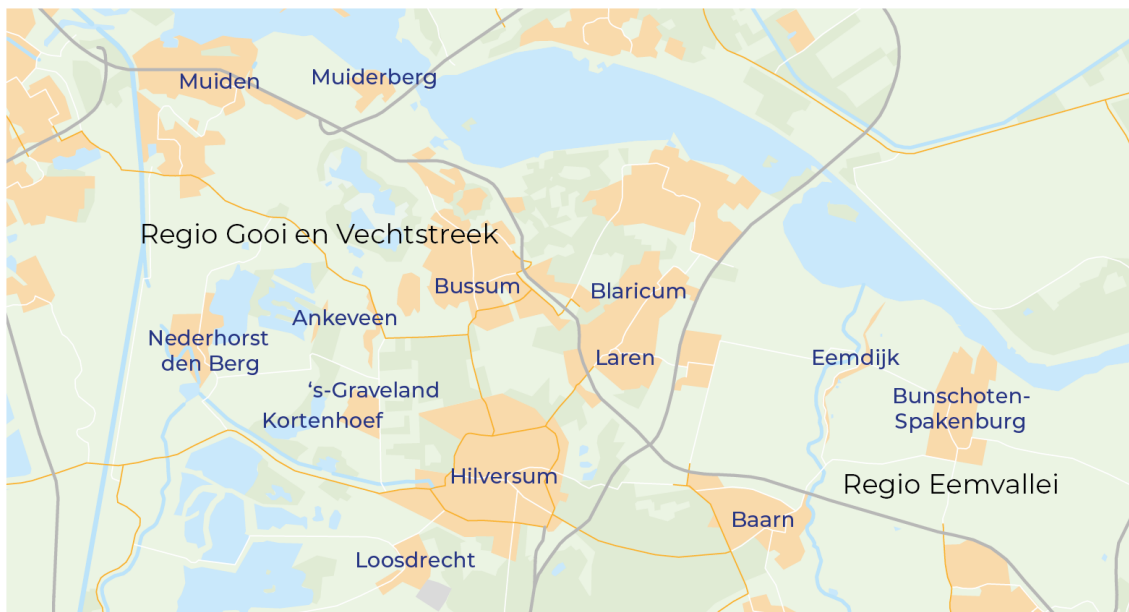 Muiden
Muiderberg
Regio Gooi en Vechtstreek
Bussum
Blaricum
Ankeveen
Nederhorst
den Berg
Laren
Eemdijk
‘s-Graveland
Kortenhoef
Bunschoten-
Spakenburg
Hilversum
Regio Eemvallei
Baarn
Loosdrecht